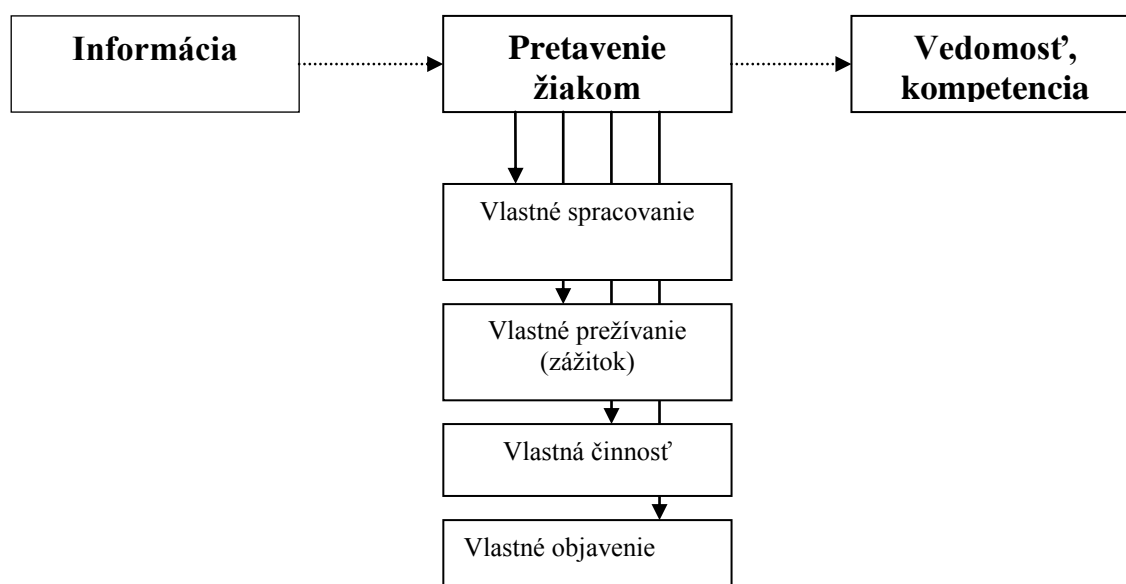 Informácia
Pretavenie
žiakom
Vedomosť,
kompetencia
Vlastné spracovanie
Vlastné prežívanie
(zážitok)
Vlastná činnosť
Vlastné objavenie